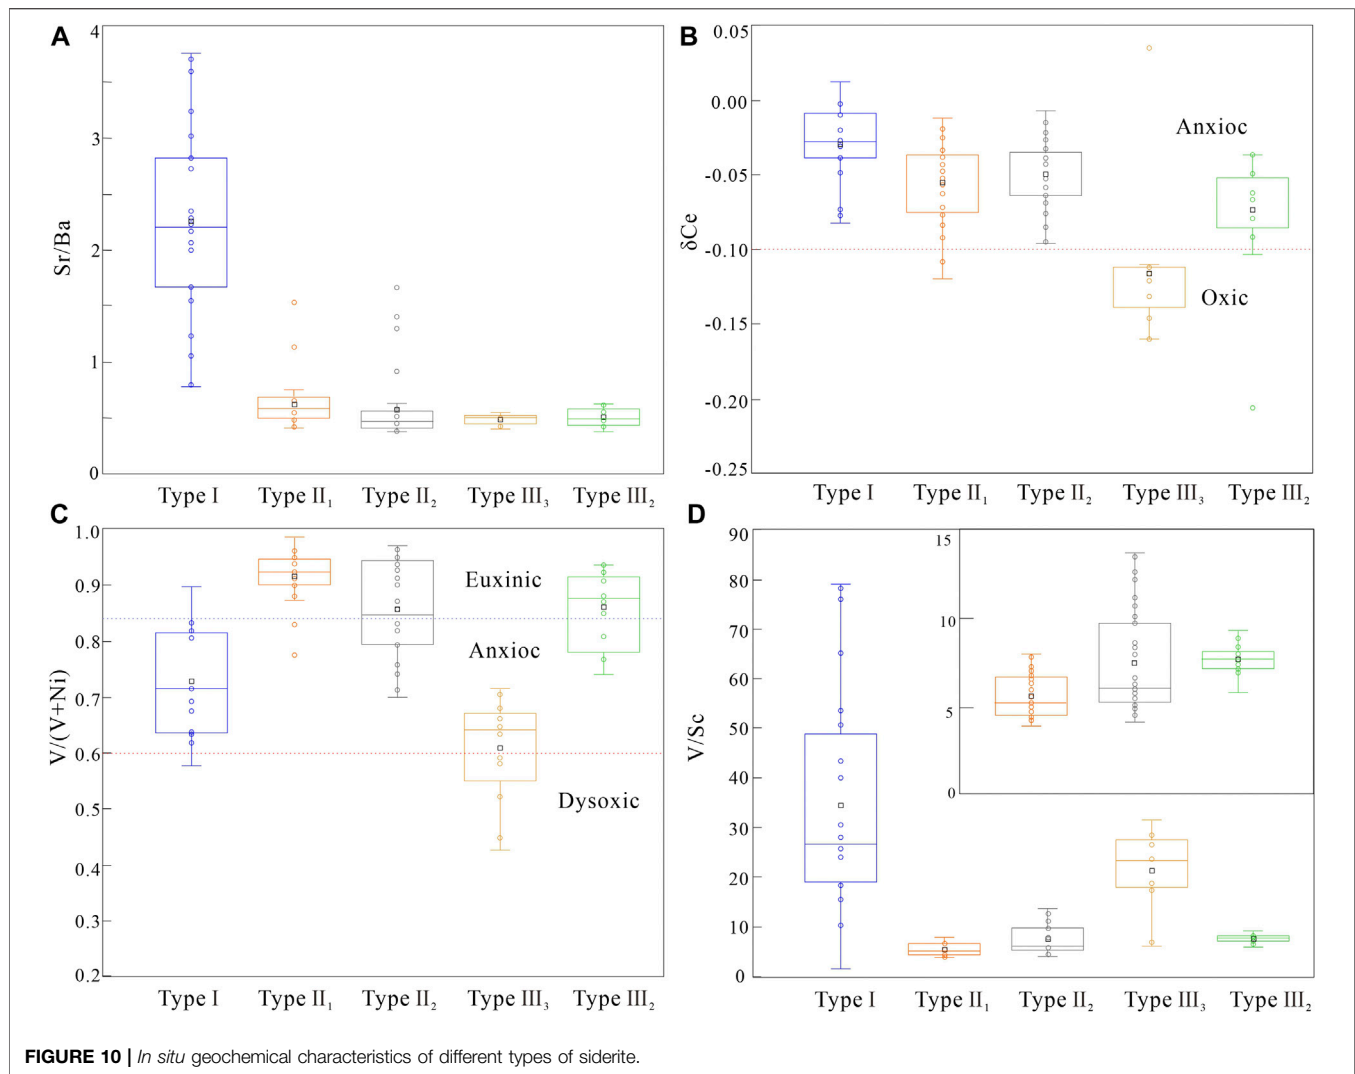 A
4
3
2
1
0
Sr/Ba
Type I
Type II₁
Type II₂
Type III₃
Type III₂
B
0.05
0.00
-0.05
-0.10
-0.15
-0.20
-0.25
δCe
Anxioc
Oxic
Type I
Type II₁
Type II₂
Type III₃
Type III₂
C
1.0
0.9
0.8
0.7
0.6
0.5
0.4
0.3
0.2
V/(V+Ni)
Euxinic
Anxioc
Dysoxic
Type I
Type II₁
Type II₂
Type III₃
Type III₂
D
90
80
70
60
50
40
30
20
10
0
V/Sc
15
10
5
0
Type I
Type II₁
Type II₂
Type III₃
Type III₂
FIGURE 10 | In situ geochemical characteristics of different types of siderite.